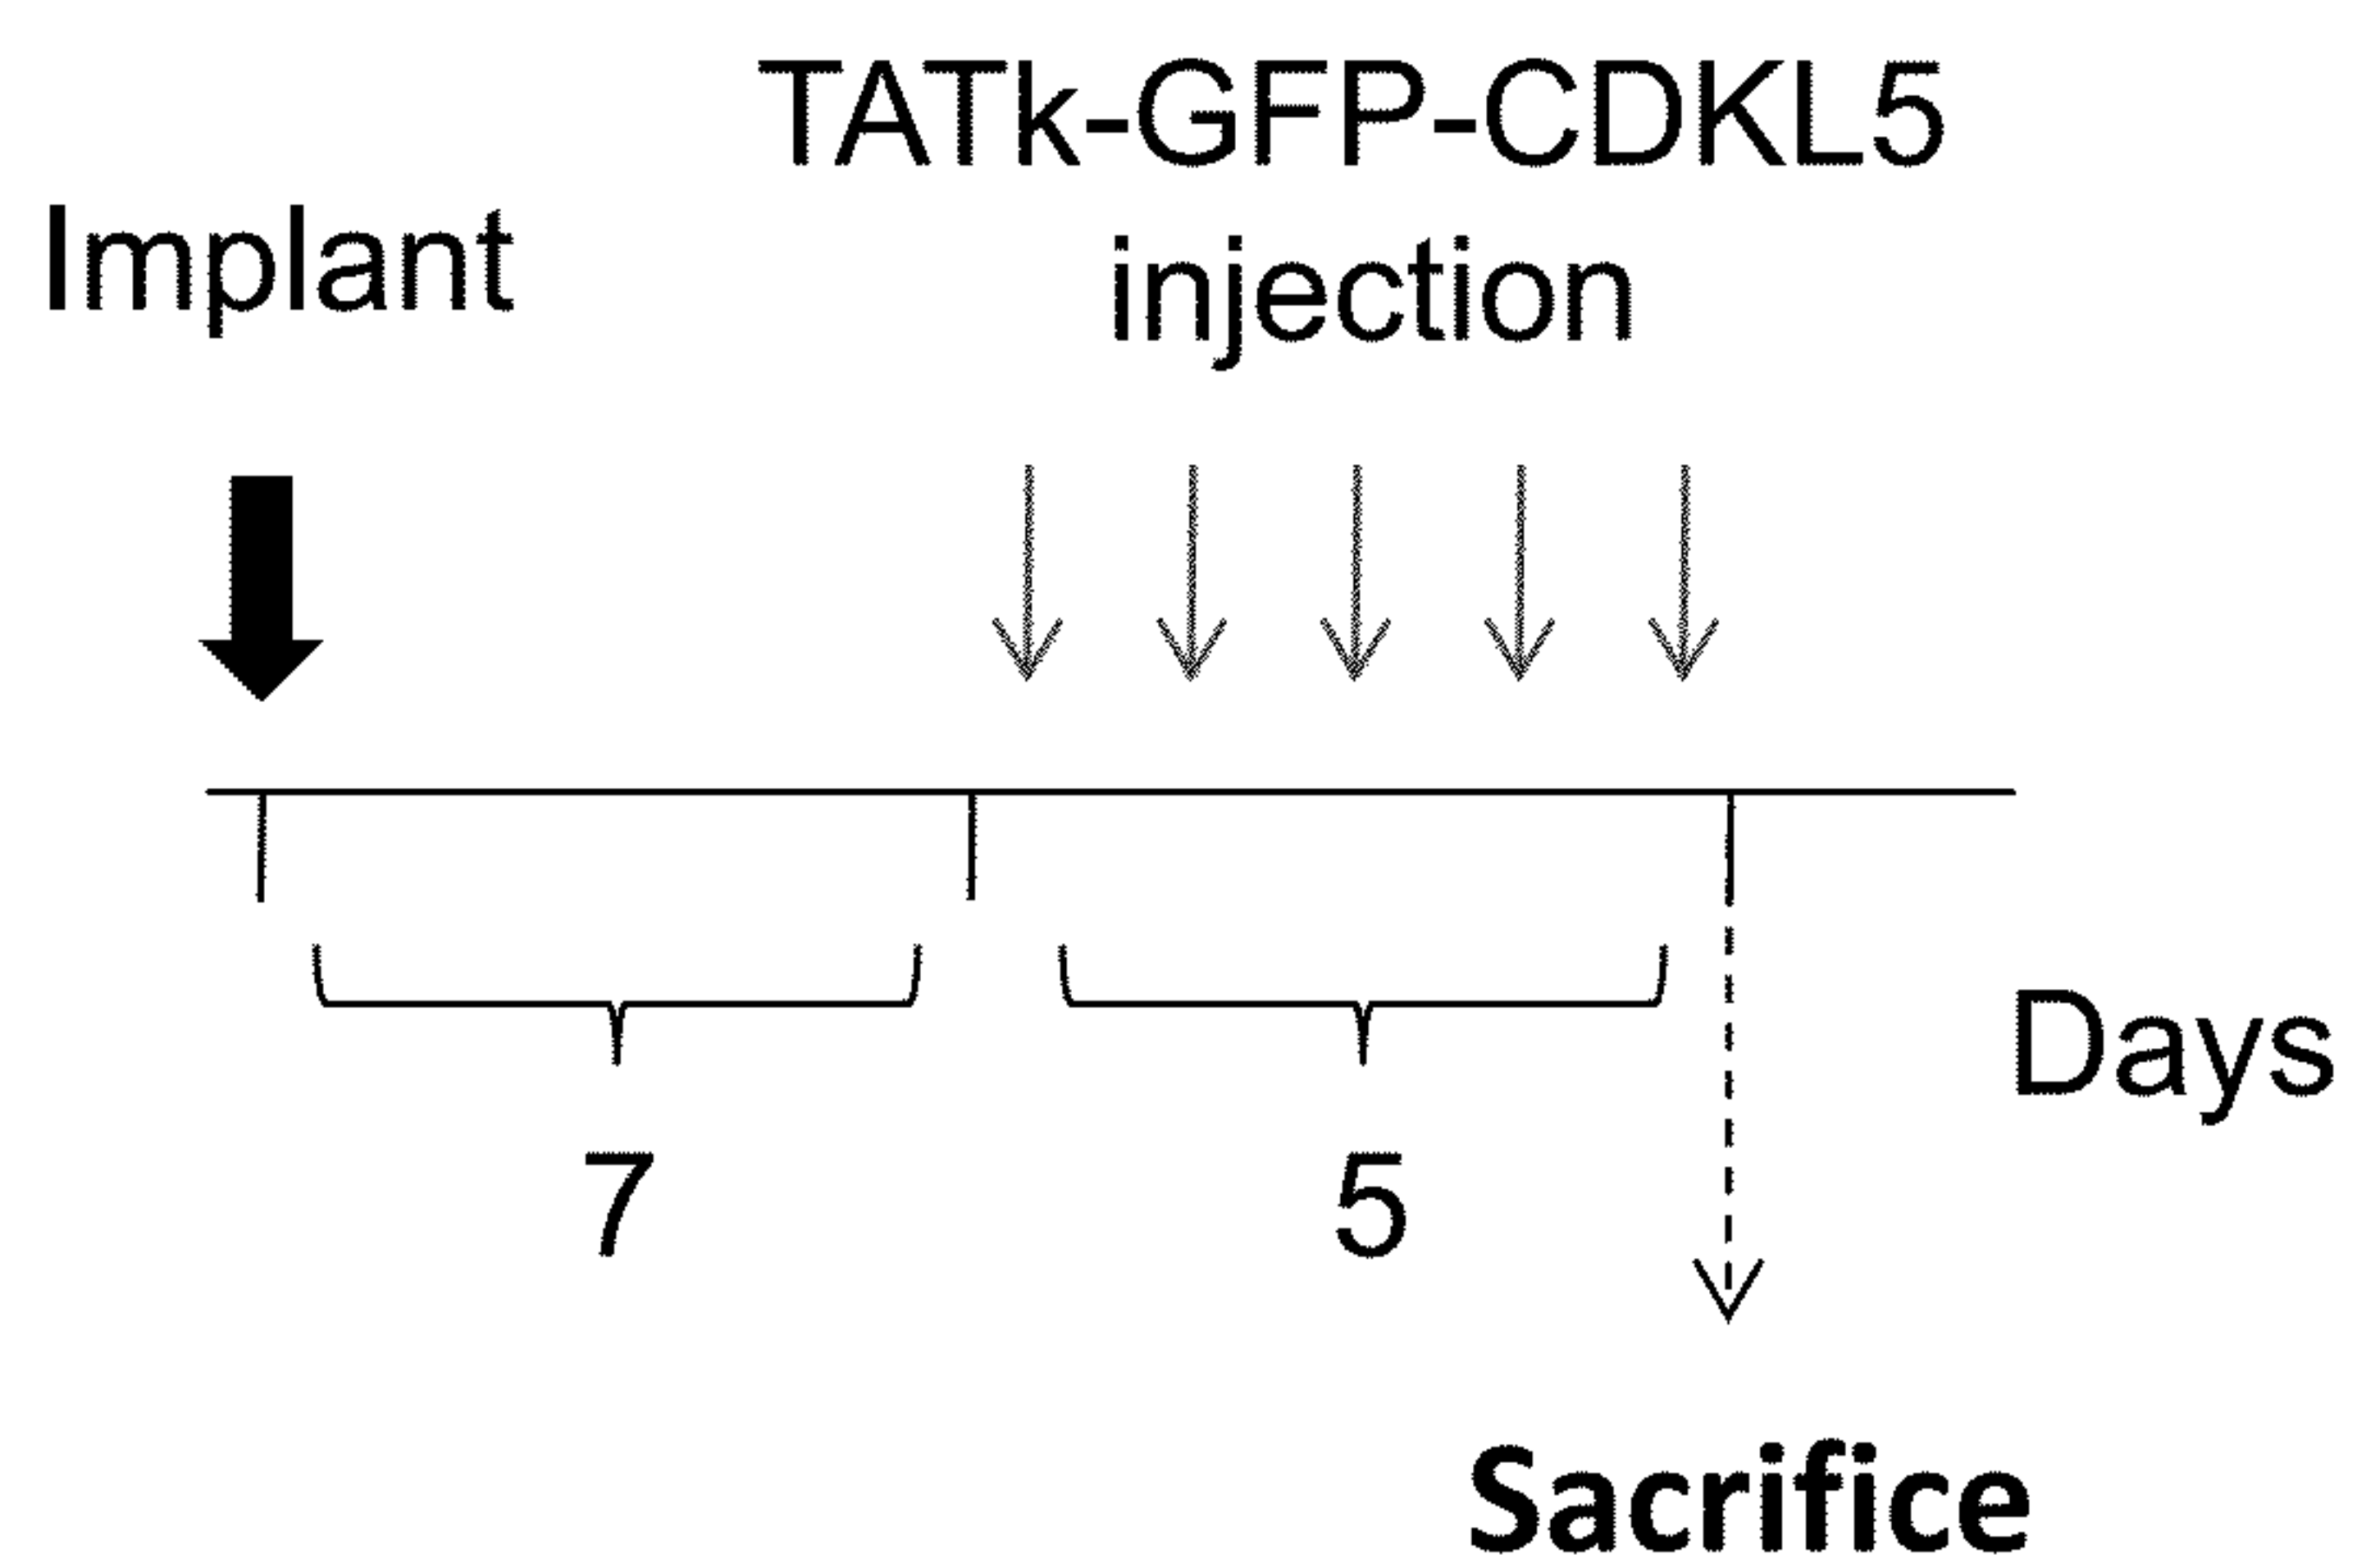 TATk-GFP-CDKL5
injection
Implant
Days
7
5
Sacrifice